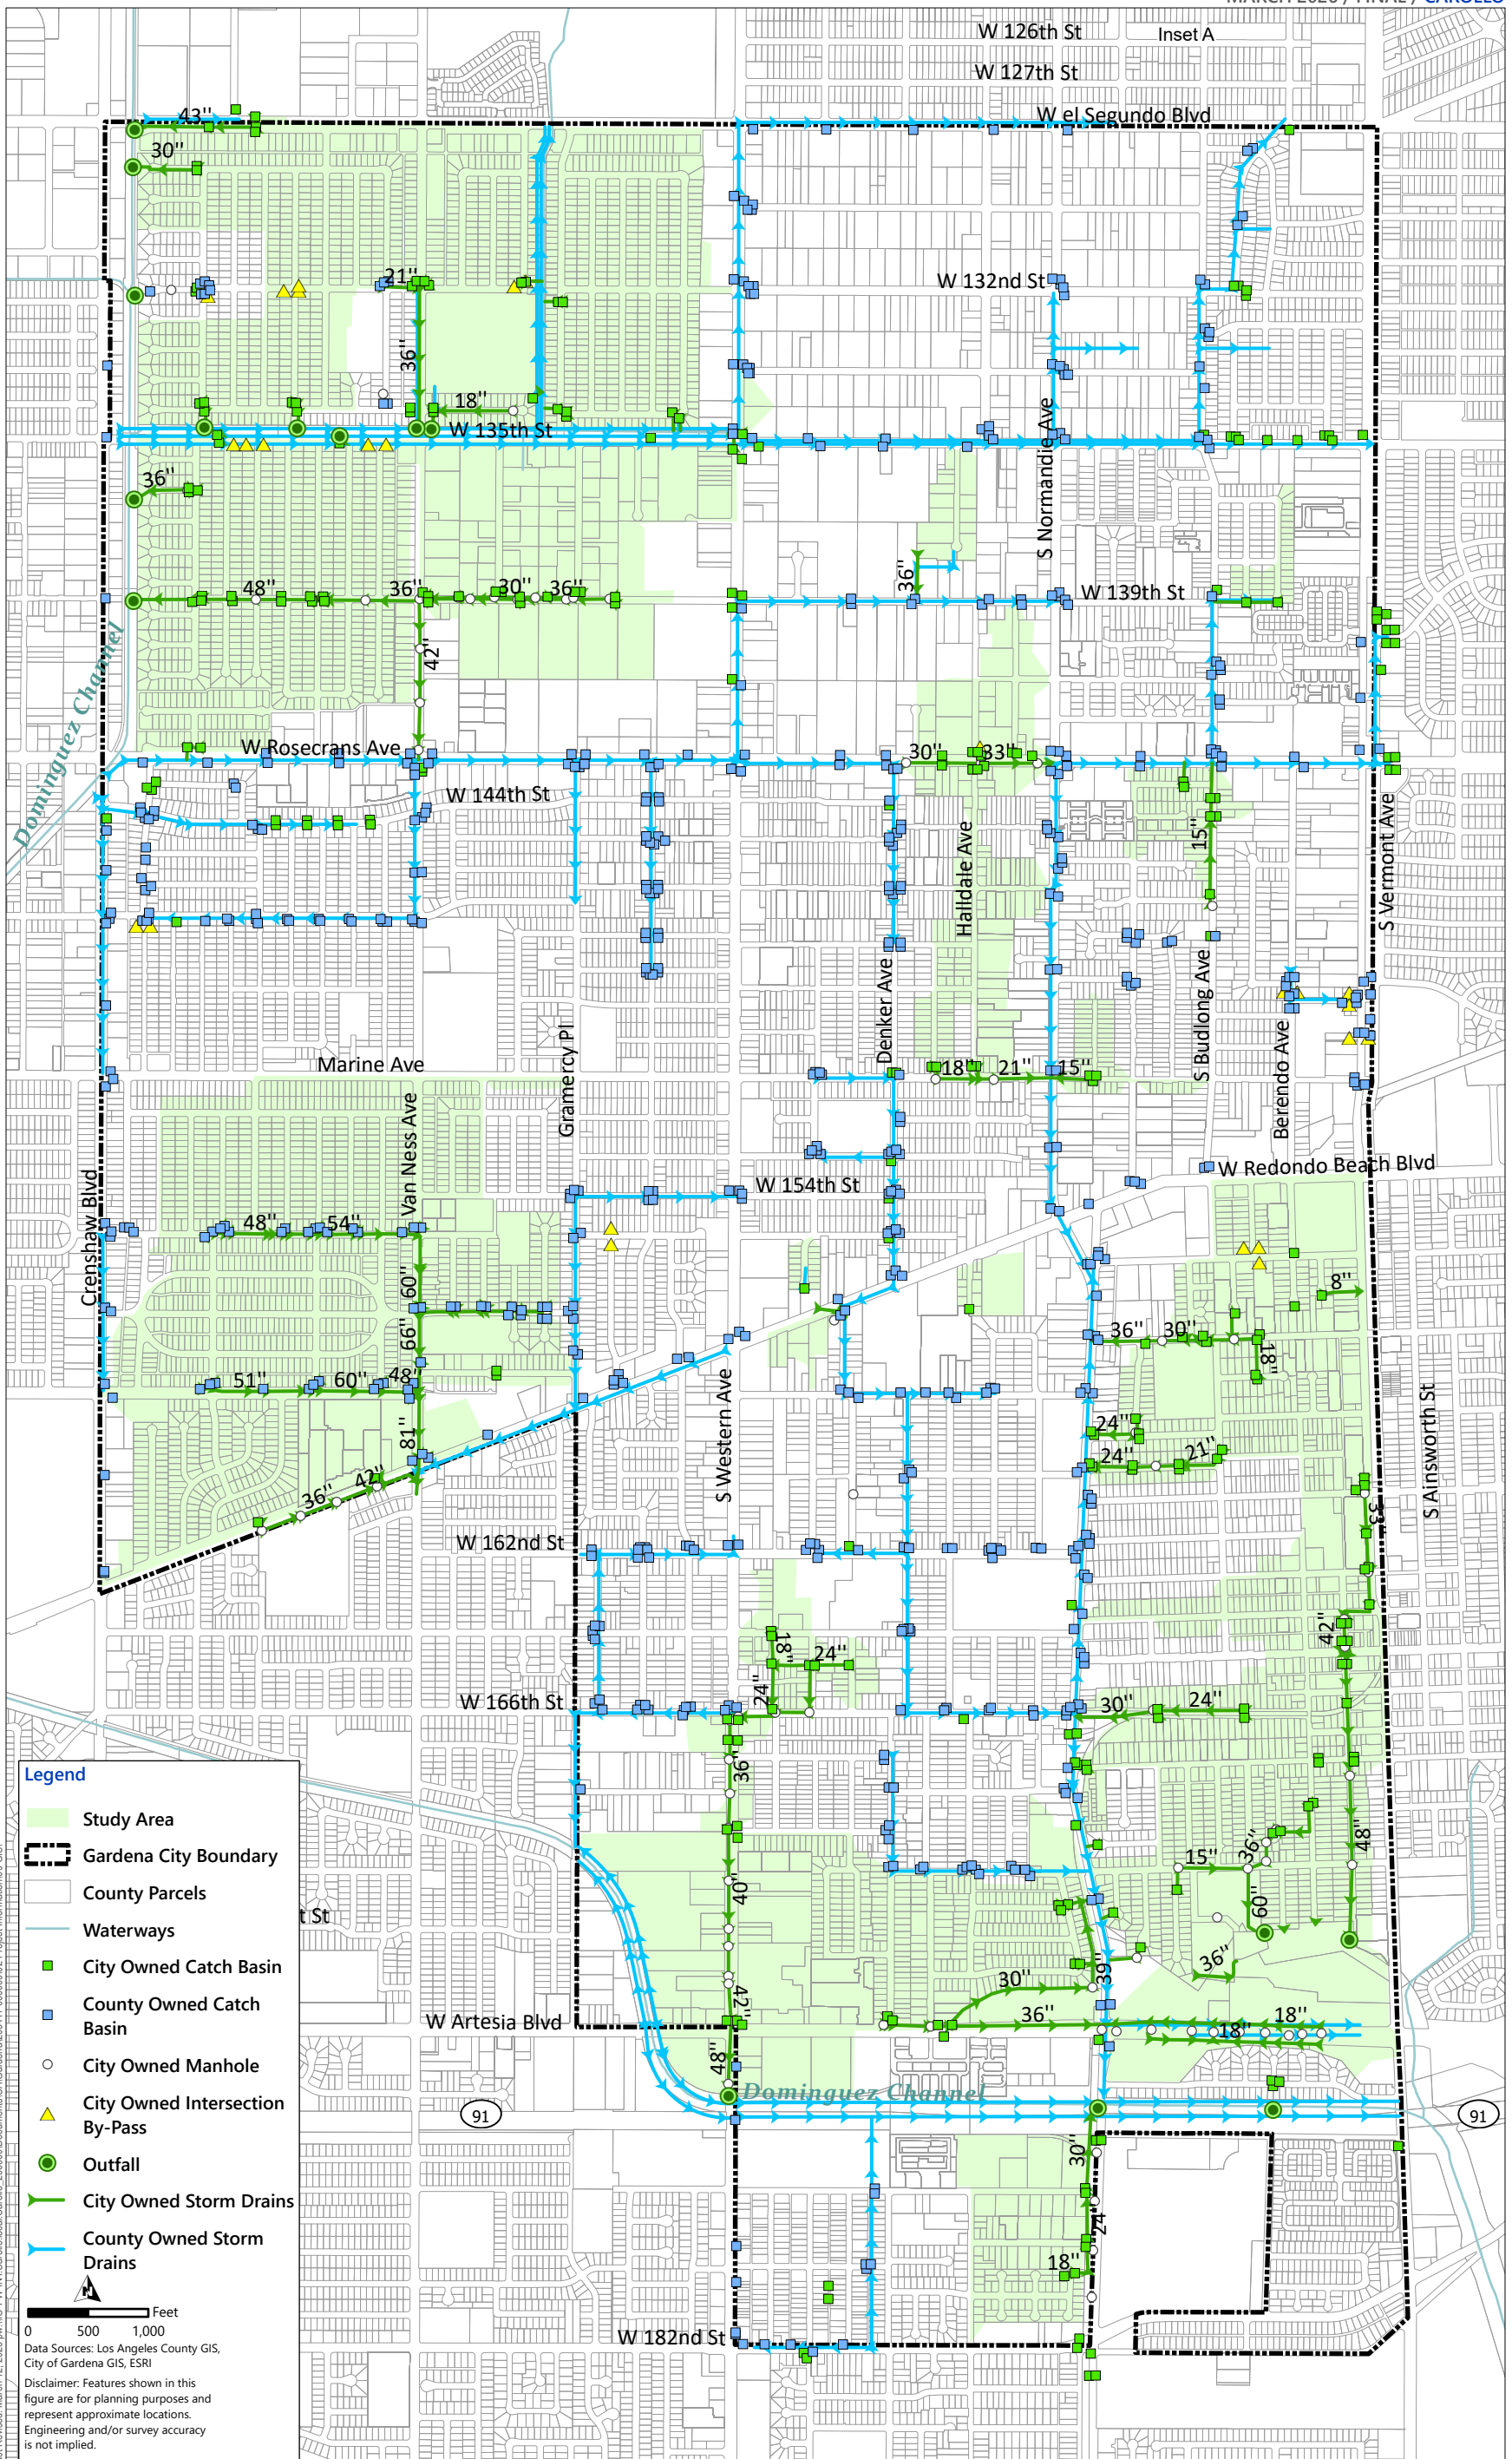 W 126th St
Inset A
W 127th St
W el Segundo Blvd
43"
30"
21"
W 132nd St
36"
18"
W 135th St
S Normandie Ave
36"
36"
48"
36"
30"
36"
W 139th St
42"
Dominguez Channel
W Rosecrans Ave
30"
33"
W 144th St
15"
S Vermont Ave
Halldale Ave
Denker Ave
S Budlong Ave
Gramercy Pl
Marine Ave
18"
21"
15"
Berendo Ave
Van Ness Ave
W Redondo Beach Blvd
W 154th St
Crenshaw Blvd
48"
54"
60"
8"
66"
36"
30"
18"
51"
60"
48"
S Western Ave
S Ainsworth St
24"
81"
24"
21"
36"
42"
33"
W 162nd St
42"
18"
24"
24"
W 166th St
30"
24"
36"
48"
36"
15"
40"
60"
t St
36"
39"
30"
42"
W Artesia Blvd
36"
18"
18"
48"
Dominguez Channel
91
91
30"
24"
18"
W 182nd St
Legend
Study Area
Gardena City Boundary
County Parcels
Waterways
City Owned Catch Basin
County Owned Catch
Basin
City Owned Manhole
City Owned Intersection
By-Pass
Outfall
City Owned Storm Drains
County Owned Storm
Drains
N
Feet
0 500 1,000
Data Sources: Los Angeles County GIS,
City of Gardena GIS, ESRI
Disclaimer: Features shown in this
figure are for planning purposes and
represent approximate locations.
Engineering and/or survey accuracy
is not implied.